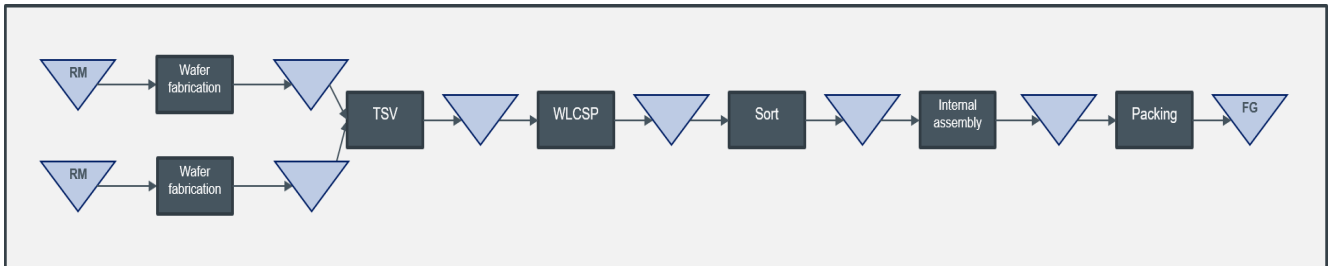 RM
Wafer
fabrication
TSV
WLCSP
Sort
Internal
assembly
Packing
FG
RM
Wafer
fabrication